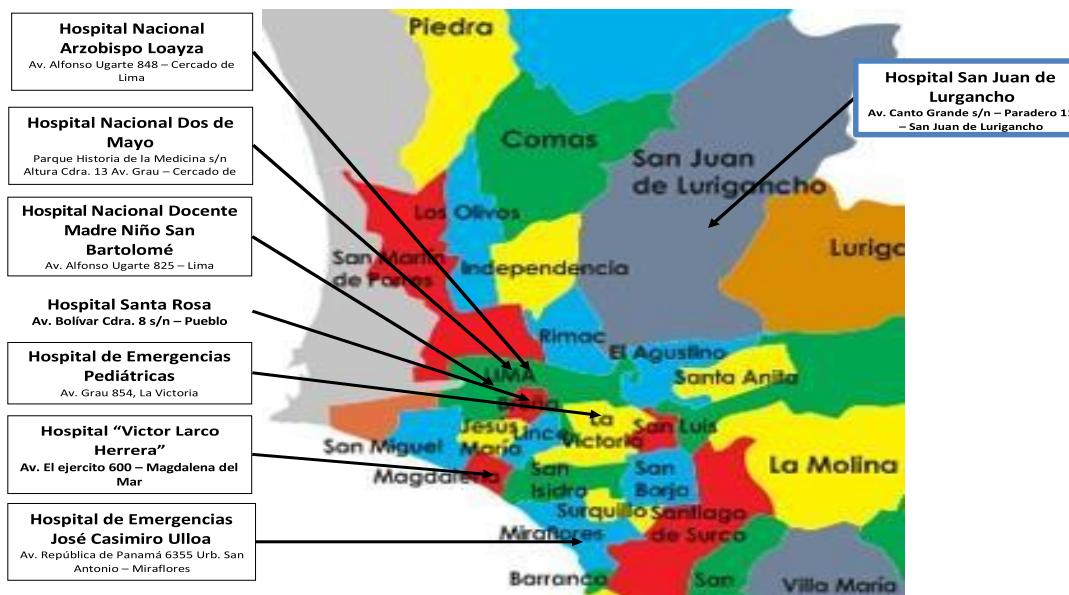 Hospital Nacional
Arzobispo Loayza
Av. Alfonso Ugarte 848 – Cercado de
Lima
Hospital Nacional Dos de
Mayo
Parque Historia de la Medicina s/n
Altura Cdra. 13 Av. Grau – Cercado de
Hospital Nacional Docente
Madre Niño San
Bartolomé
Av. Alfonso Ugarte 825 – Lima
Hospital Santa Rosa
Av. Bolívar Cdra. 8 s/n – Pueblo
Hospital de Emergencias
Pediátricas
Av. Grau 854, La Victoria
Hospital “Victor Larco
Herrera”
Av. El ejercito 600 – Magdalena del
Mar
Hospital de Emergencias
José Casimiro Ulloa
Av. República de Panamá 6355 Urb. San
Antonio – Miraflores
Piedra
Comas
San Juan
de Lurigancho
Los Olivos
San Martín
de Porres
Independencia
Luriga
Rimac
El Agustino
LIMA
Santa Anita
Breña
La
Victoria
Jesús
María
Lince
San Luis
San Miguel
Magdalena
San
Isidro
San
Borja
La Molina
Surquillo
Santiago
de Surco
Miraflores
Barranco
San
Villa María
Hospital San Juan de
Lurgancho
Av. Canto Grande s/n – Paradero 11
– San Juan de Lurigancho